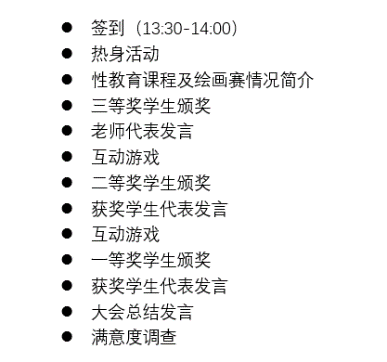 ● 签到（13:30-14:00）
● 热身活动
● 性教育课程及绘画赛情况简介
● 三等奖学生颁奖
● 老师代表发言
● 互动游戏
● 二等奖学生颁奖
● 获奖学生代表发言
● 互动游戏
● 一等奖学生颁奖
● 获奖学生代表发言
● 大会总结发言
● 满意度调查